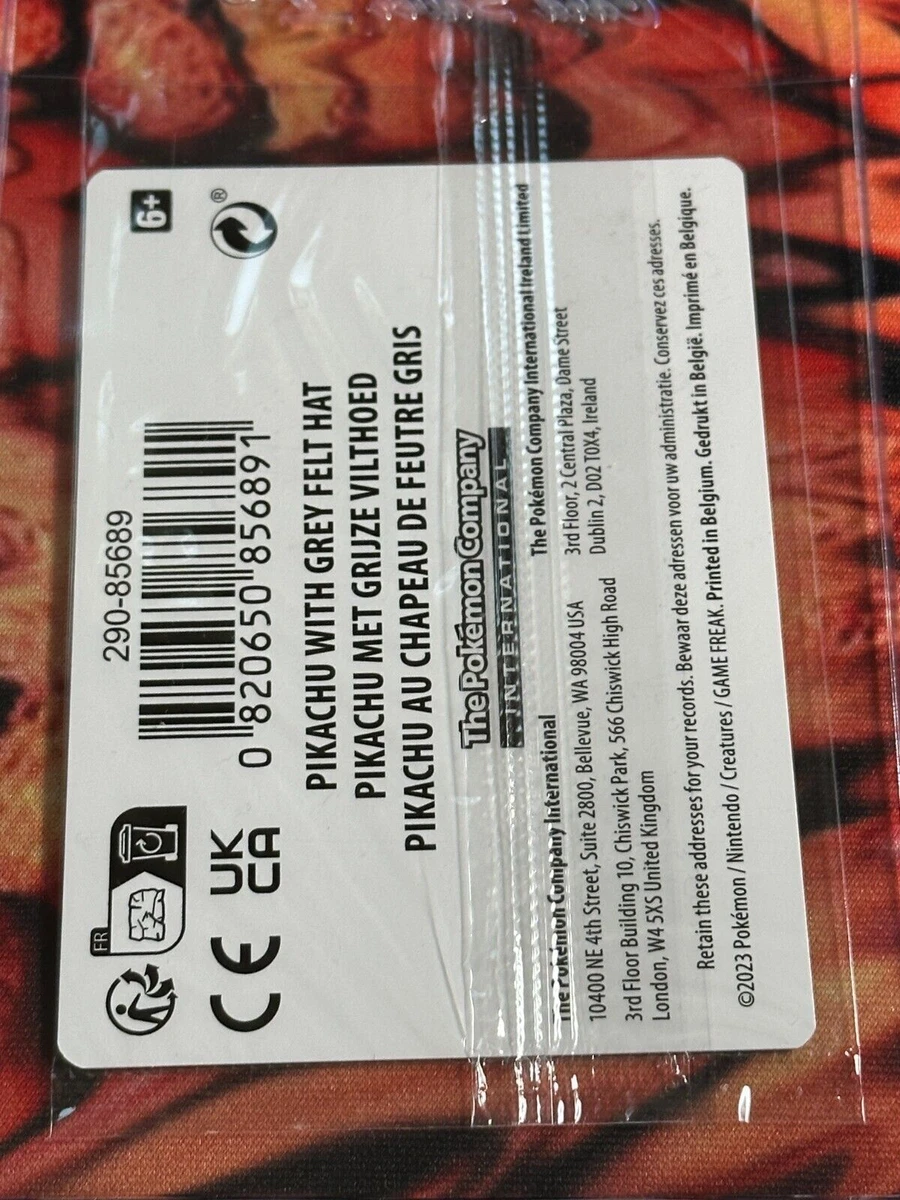 290-85689
6+
®
FR
0 820650 856891
CE
UK
CA
PIKACHU WITH GREY FELT HAT
PIKACHU MET GRIJZE VILTHOED
PIKACHU AU CHAPEAU DE FEUTRE GRIS
The Pokémon Company
INTERNATIONAL
The Pokémon Company International
10400 NE 4th Street, Suite 2800, Bellevue, WA 98004 USA
3rd Floor Building 10, Chiswick Park, 566 Chiswick High Road
London, W4 5XS United Kingdom
The Pokémon Company International Ireland Limited
3rd Floor, 2 Central Plaza, Dame Street
Dublin 2, D02 T0X4, Ireland
Retain these addresses for your records. Bewaar deze adressen voor uw administratie. Conservez ces adresses.
©2023 Pokémon / Nintendo / Creatures / GAME FREAK. Printed in Belgium. Gedrukt in België. Imprimé en Belgique.